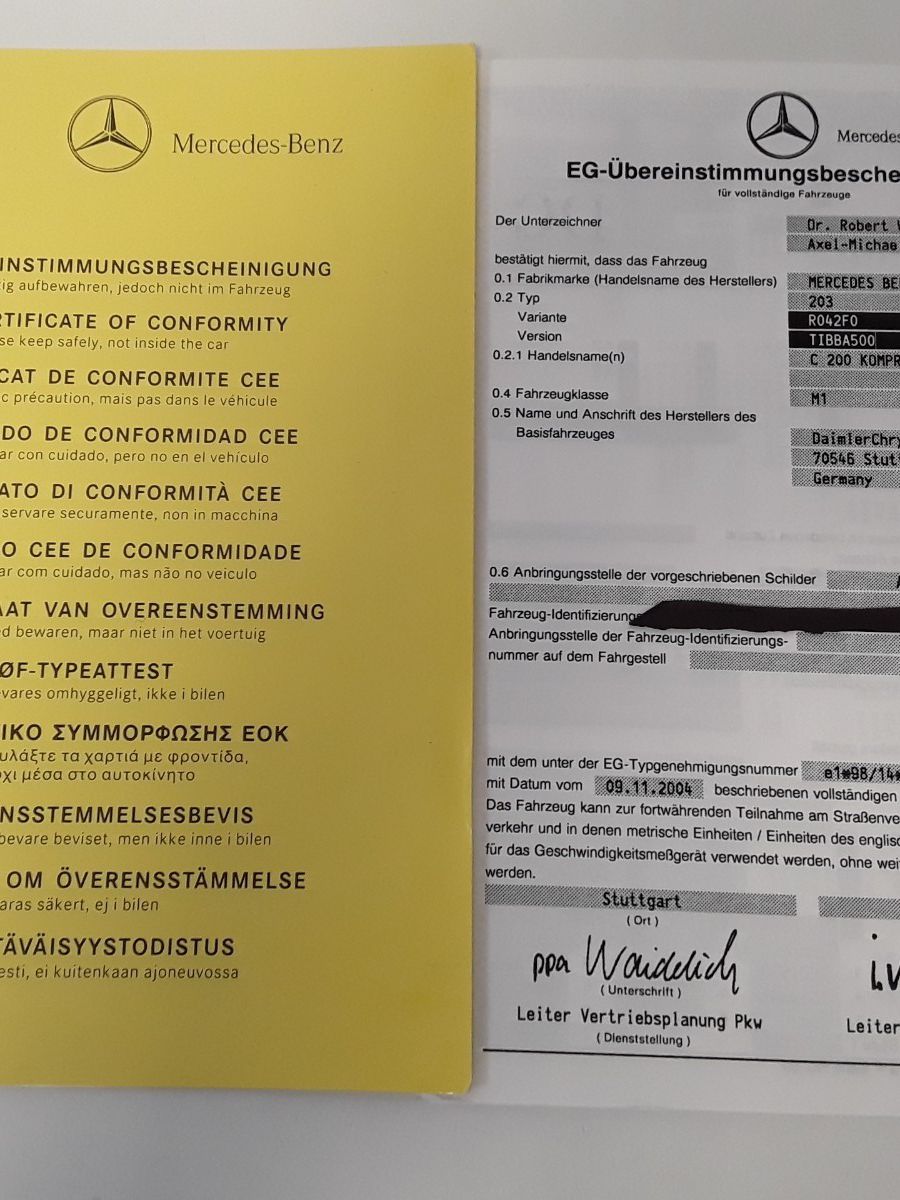 Mercedes-Benz
INSTIMMUNGSBESCHEINIGUNG
tig aufbewahren, jedoch nicht im Fahrzeug
RTIFICATE OF CONFORMITY
se keep safely, not inside the car
CAT DE CONFORMITE CEE
c précaution, mais pas dans le véhicule
DO DE CONFORMIDAD CEE
ar con cuidado, pero no en el vehículo
ATO DI CONFORMITÀ CEE
servare securamente, non in macchina
O CEE DE CONFORMIDADE
ar com cuidado, mas não no veiculo
AAT VAN OVEREENSTEMMING
ed bewaren, maar niet in het voertuig
ØF-TYPEATTEST
vares omhyggeligt, ikke i bilen
ΙΚΟ ΣΥΜΜΟΡΦΩΣΗΣ ΕΟΚ
υλάξτε τα χαρτιά με φροντίδα,
χι μέσα στο αυτοκίνητο
NSSTEMMELSESBEVIS
bevare beviset, men ikke inne i bilen
OM ÖVERENSSTÄMMELSE
aras säkert, ej i bilen
TÄVÄISYYSTODISTUS
esti, ei kuitenkaan ajoneuvossa
Mercedes
EG-Übereinstimmungsbesche
für vollständige Fahrzeuge
Der Unterzeichner Dr. Robert
Axel-Michae
bestätigt hiermit, dass das Fahrzeug
0.1 Fabrikmarke (Handelsname des Herstellers) MERCEDES BE
0.2 Typ 203
Variante R042F0
Version TIBBA500
0.2.1 Handelsname(n) C 200 KOMPR
0.4 Fahrzeugklasse M1
0.5 Name und Anschrift des Herstellers des
Basisfahrzeuges
DaimlerChry
70546 Stutt
Germany
0.6 Anbringungsstelle der vorgeschriebenen Schilder
Fahrzeug-Identifizierungs
Anbringungsstelle der Fahrzeug-Identifizierungs-
nummer auf dem Fahrgestell
mit dem unter der EG-Typgenehmigungsnummer e1*98/14*
mit Datum vom 09.11.2004 beschriebenen vollständigen
Das Fahrzeug kann zur fortwährenden Teilnahme am Straßenve
verkehr und in denen metrische Einheiten / Einheiten des englisc
für das Geschwindigkeitsmeßgerät verwendet werden, ohne wei
werden.
Stuttgart
( Ort )
ppa Waidelich i.V
( Unterschrift )
Leiter Vertriebsplanung Pkw Leiter
( Dienststellung )